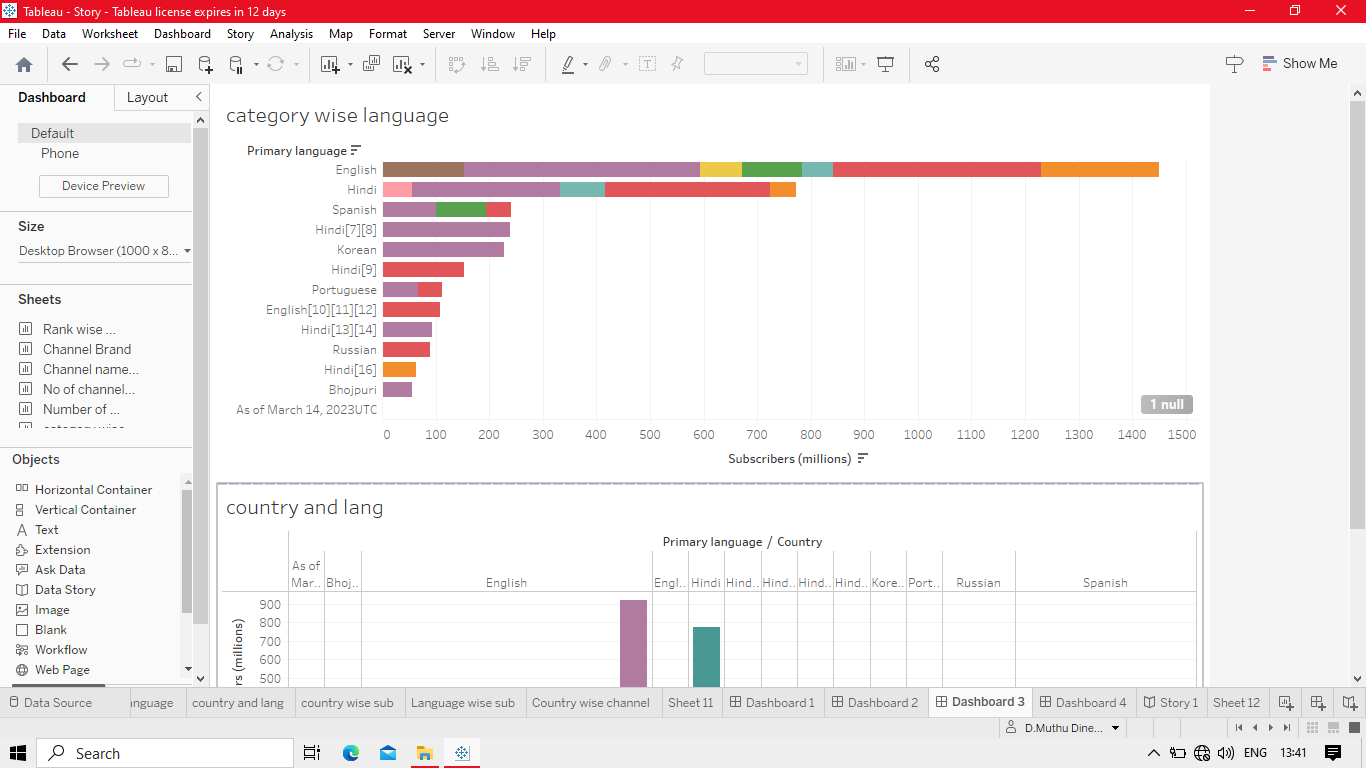 Tableau - Story - Tableau license expires in 12 days
File Data Worksheet Dashboard Story Analysis Map Format Server Window Help
Show Me
Dashboard Layout
Default
Phone
Device Preview
Size
Desktop Browser (1000 x 8...
Sheets
Rank wise ...
Channel Brand
Channel name...
No of channel...
Number of ...
Objects
Horizontal Container
Vertical Container
Text
Extension
Ask Data
Data Story
Image
Blank
Workflow
Web Page
category wise language
Primary language
English
Hindi
Spanish
Hindi[7][8]
Korean
Hindi[9]
Portuguese
English[10][11][12]
Hindi[13][14]
Russian
Hindi[16]
Bhojpuri
As of March 14, 2023UTC
1 null
0 100 200 300 400 500 600 700 800 900 1000 1100 1200 1300 1400 1500
Subscribers (millions)
country and lang
Primary language / Country
As of
Mar.. Bhoj.. English Engl.. Hindi Hind.. Hind.. Hind.. Hind.. Kore.. Port.. Russian Spanish
900
800
700
600
500
rs (millions)
Data Source nguage country and lang country wise sub Language wise sub Country wise channel Sheet 11 Dashboard 1 Dashboard 2 Dashboard 3 Dashboard 4 Story 1 Sheet 12
D.Muthu Dine...
Search ENG 13:41